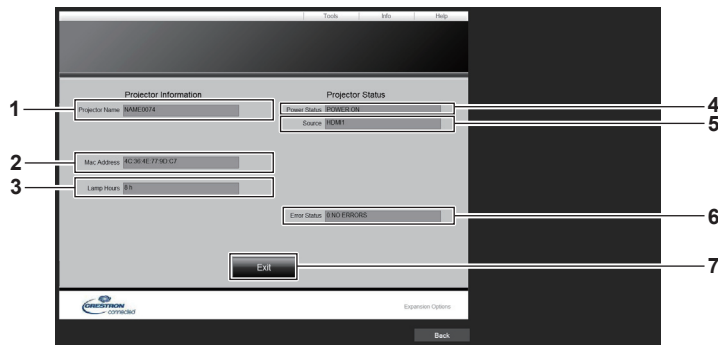 Tools Info Help
Projector Information Projector Status
1 Projector Name NAME0074 Power Status POWER ON 4
Source HDMI1 5
2 Mac Address 4C:36:4E:77:9D:C7
3 Lamp Hours 8 h
Error Status 0:NO ERRORS 6
Exit 7
CRESTRON connected Expansion Options
Back